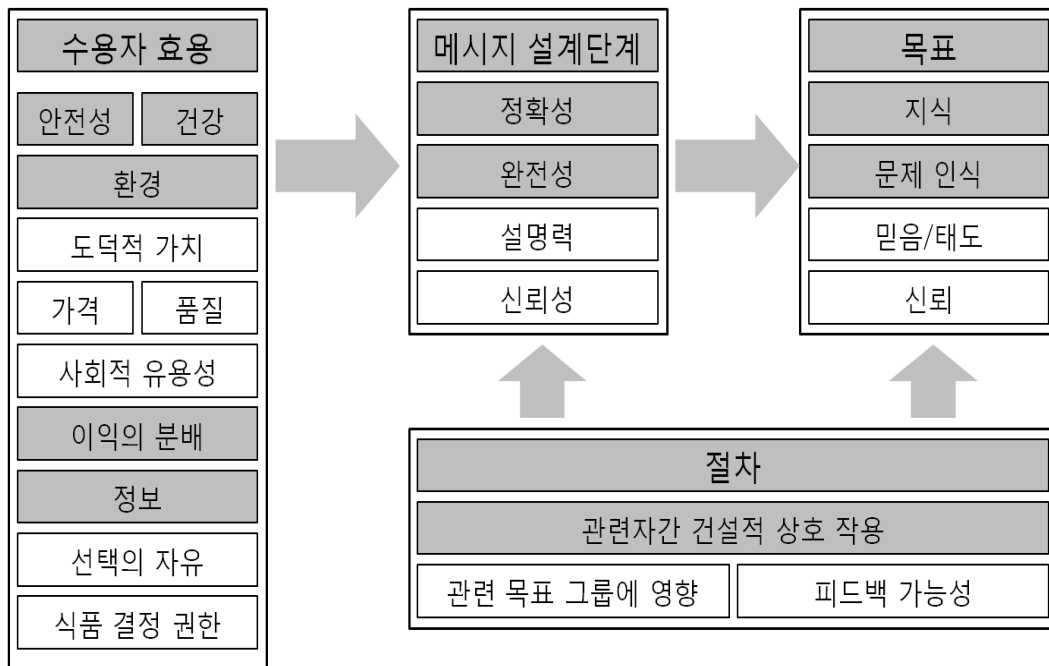 수용자 효용
안전성
건강
환경
도덕적 가치
가격
품질
사회적 유용성
이익의 분배
정보
선택의 자유
식품 결정 권한
메시지 설계단계
정확성
완전성
설명력
신뢰성
목표
지식
문제 인식
믿음/태도
신뢰
절차
관련자간 건설적 상호 작용
관련 목표 그룹에 영향
피드백 가능성